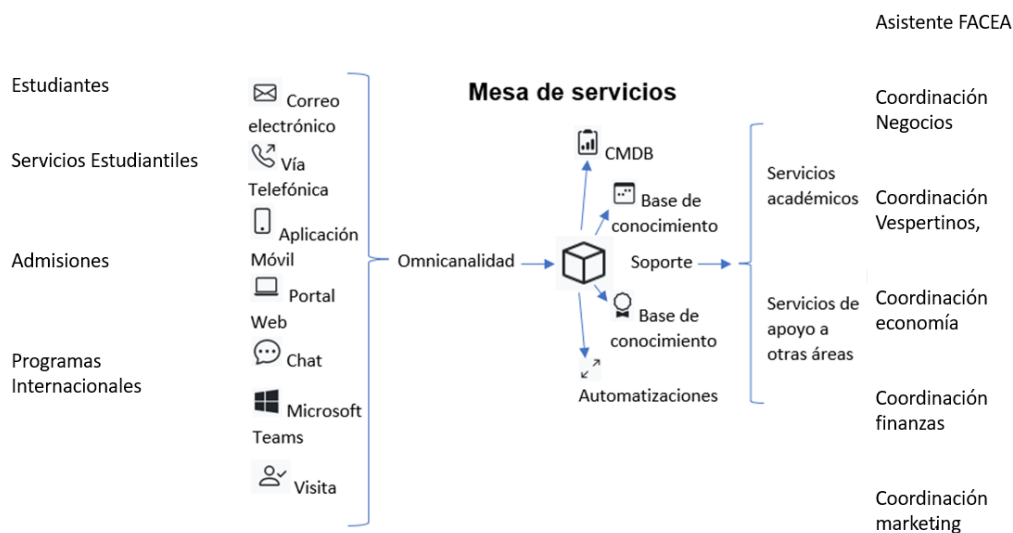 Estudiantes
Servicios Estudiantiles
Admisiones
Programas
Internacionales
Correo
electrónico
Vía
Telefónica
Aplicación
Móvil
Portal
Web
Chat
Microsoft
Teams
Visita
Omnicanalidad
Mesa de servicios
CMDB
Base de
conocimiento
Soporte
Base de
conocimiento
Automatizaciones
Servicios
académicos
Servicios de
apoyo a
otras áreas
Asistente FACEA
Coordinación
Negocios
Coordinación
Vespertinos,
Coordinación
economía
Coordinación
finanzas
Coordinación
marketing